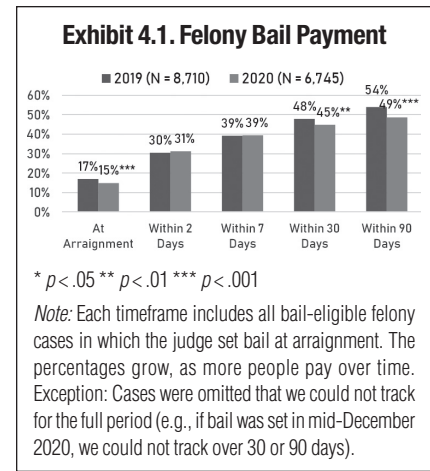 Exhibit 4.1. Felony Bail Payment
2019 (N = 8,710) 2020 (N = 6,745)
60%
50%
40%
30%
20%
10%
0%
17% 15%***
30% 31%
39% 39%
48% 45%**
54% 49%***
At Arraignment
Within 2 Days
Within 7 Days
Within 30 Days
Within 90 Days
* p<.05 ** p<.01 *** p<.001
Note: Each timeframe includes all bail-eligible felony
cases in which the judge set bail at arraignment. The
percentages grow, as more people pay over time.
Exception: Cases were omitted that we could not track
for the full period (e.g., if bail was set in mid-December
2020, we could not track over 30 or 90 days).